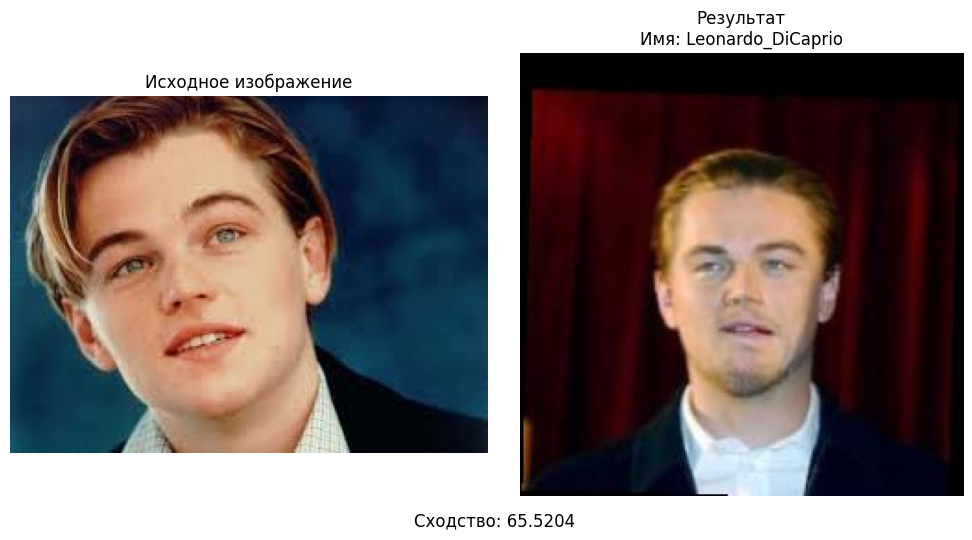 Исходное изображение
Результат
Имя: Leonardo_DiCaprio
Сходство: 65.5204